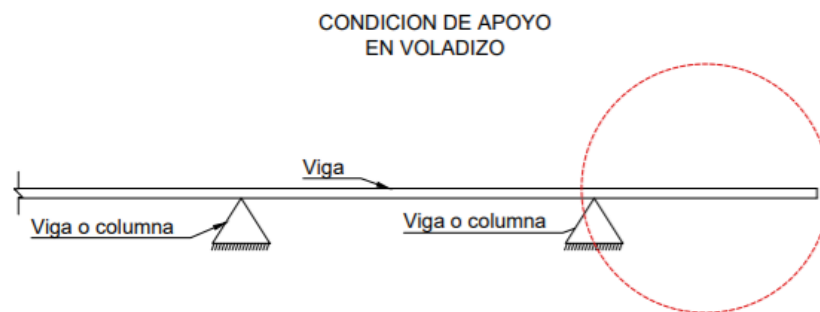 CONDICION DE APOYO
EN VOLADIZO
Viga
Viga o columna
Viga o columna